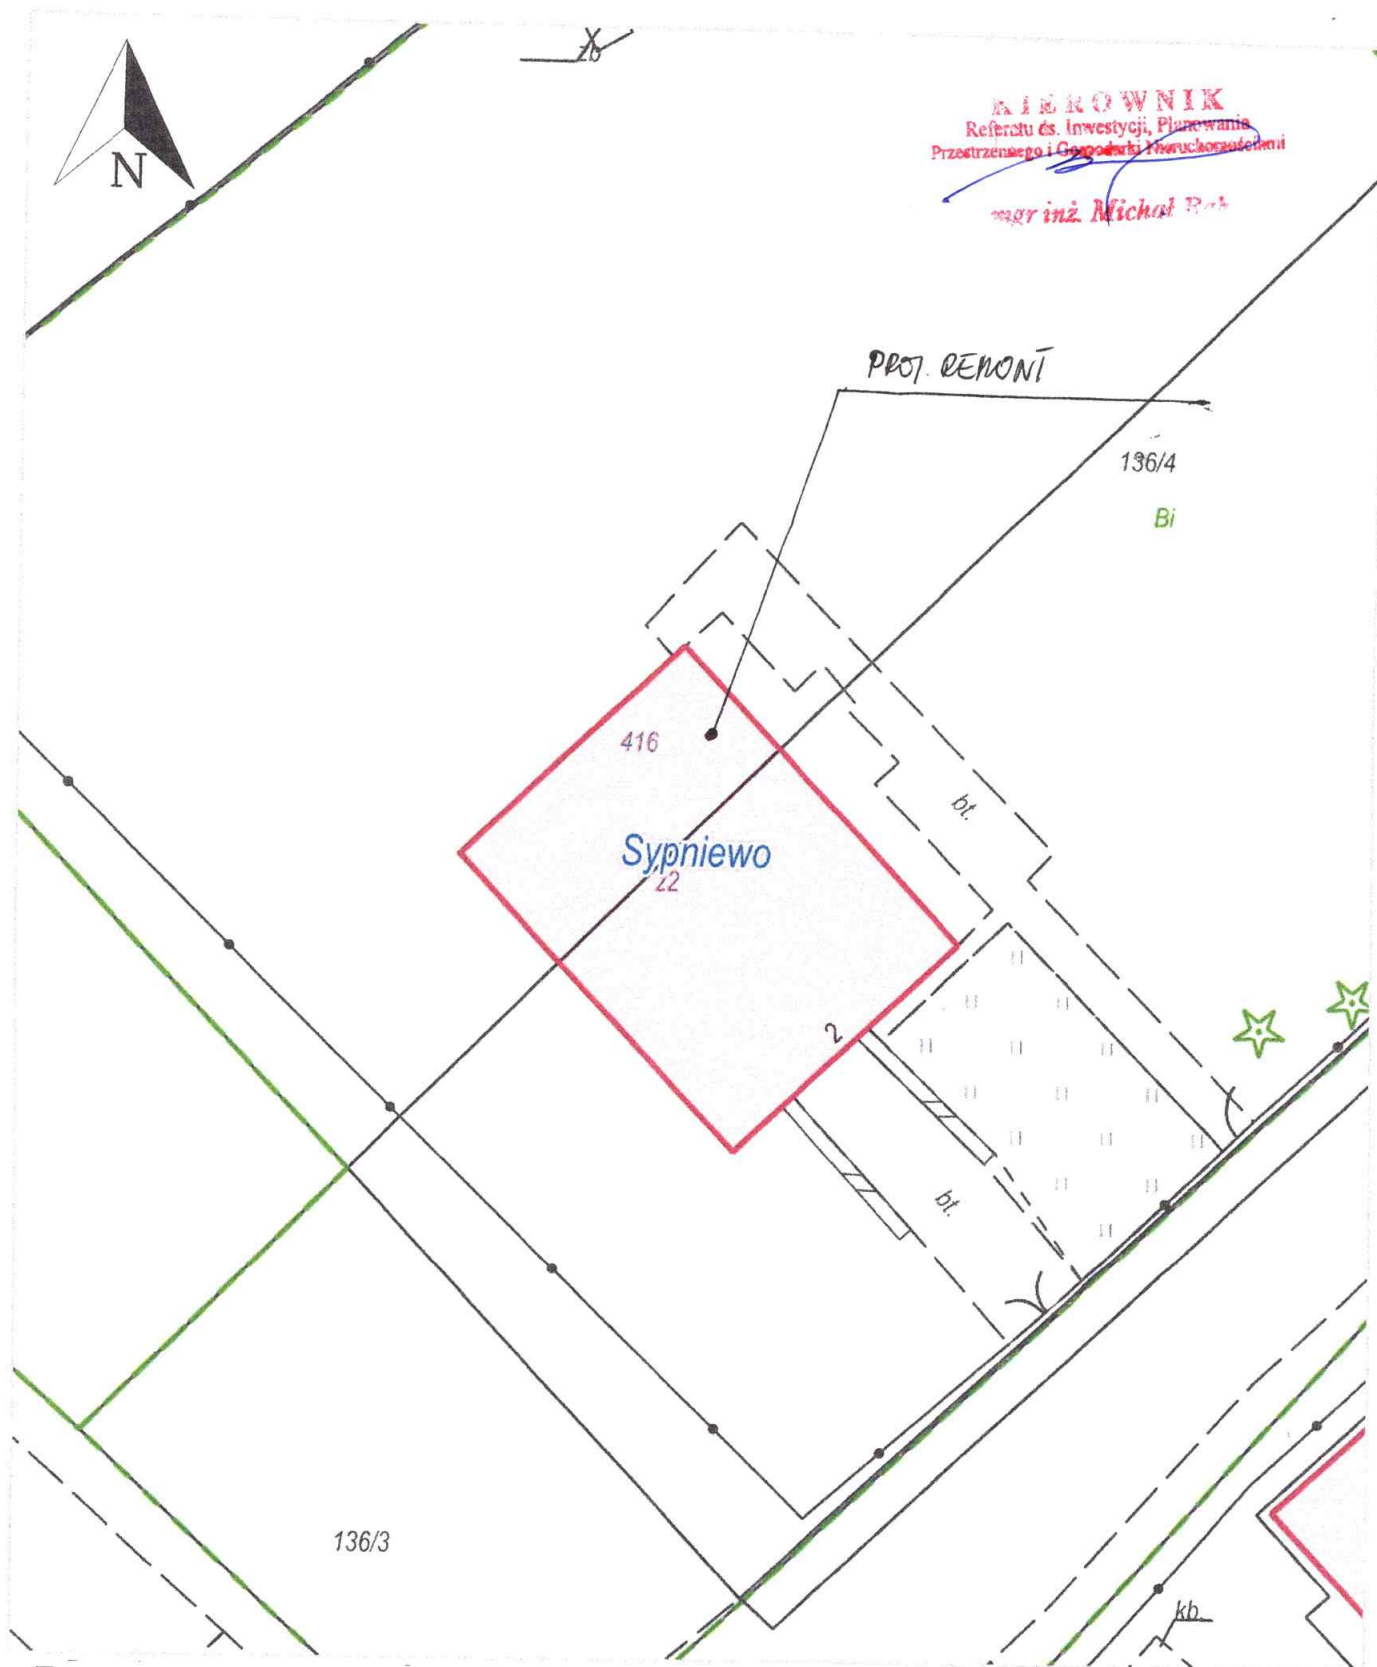 zb
KIEROWNIK
Referatu ds. Inwestycji, Planowania
Przestrzennego i Gospodarki Nieruchomościami
mgr inż. Michał
N
PROJ. REMONT
136/4
Bi
416
bt.
Sypniewo
22
2
bt.
136/3
kb.